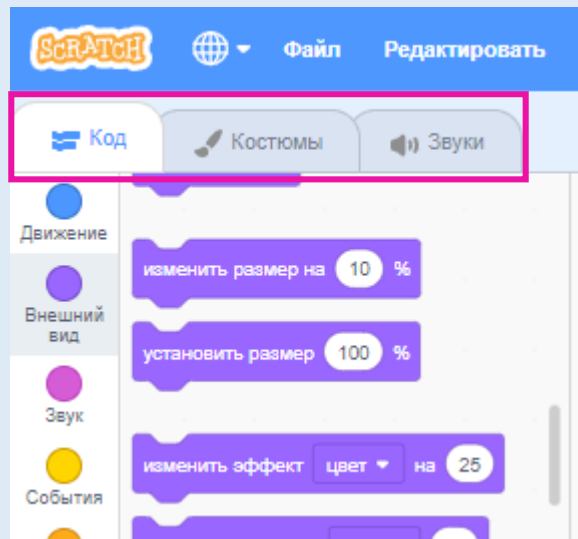 SCRATCH Файл Редактировать
Код Костюмы Звуки
Движение
Внешний
вид
Звук
События
изменить размер на 10 %
установить размер 100 %
изменить эффект цвет на 25